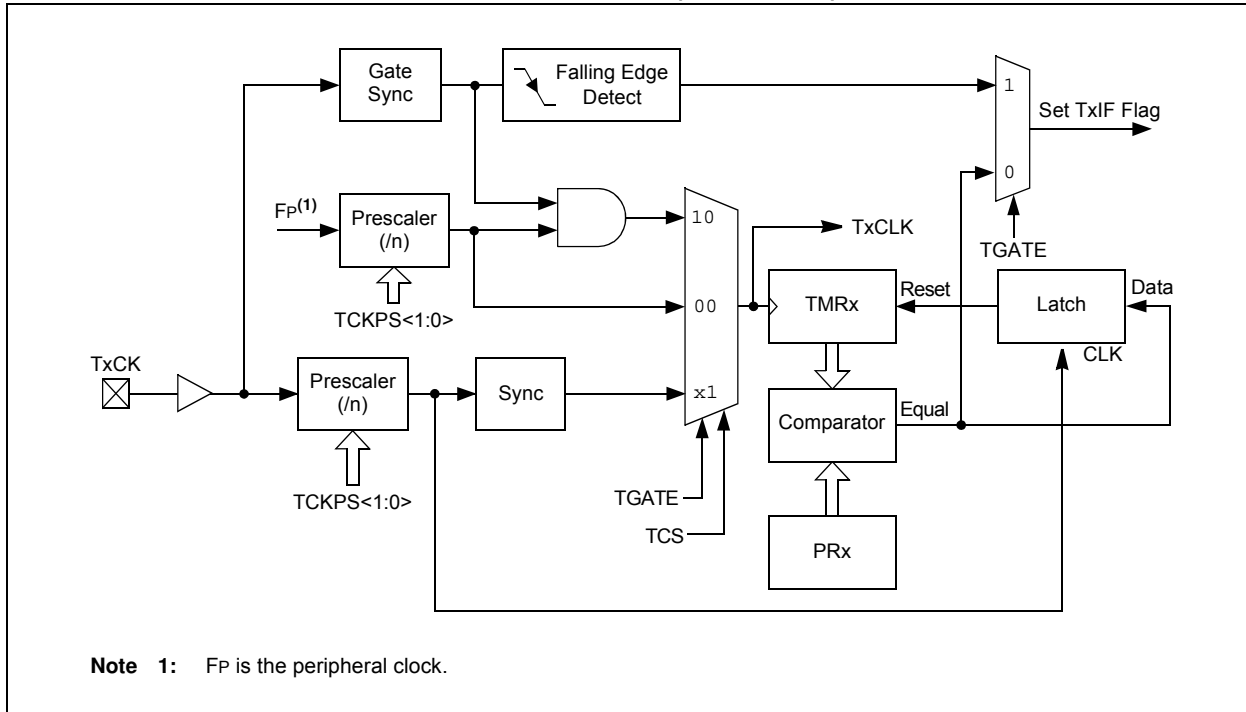 Gate
Sync
Falling Edge
Detect
1
Set TxIF Flag
0
FP(1)
Prescaler
(/n)
10
TxCLK
TGATE
TCKPS<1:0>
00
TMRx
Reset
Latch
Data
CLK
TxCK
Prescaler
(/n)
Sync
x1
Comparator
Equal
TCKPS<1:0>
TGATE
TCS
PRx
Note 1: FP is the peripheral clock.